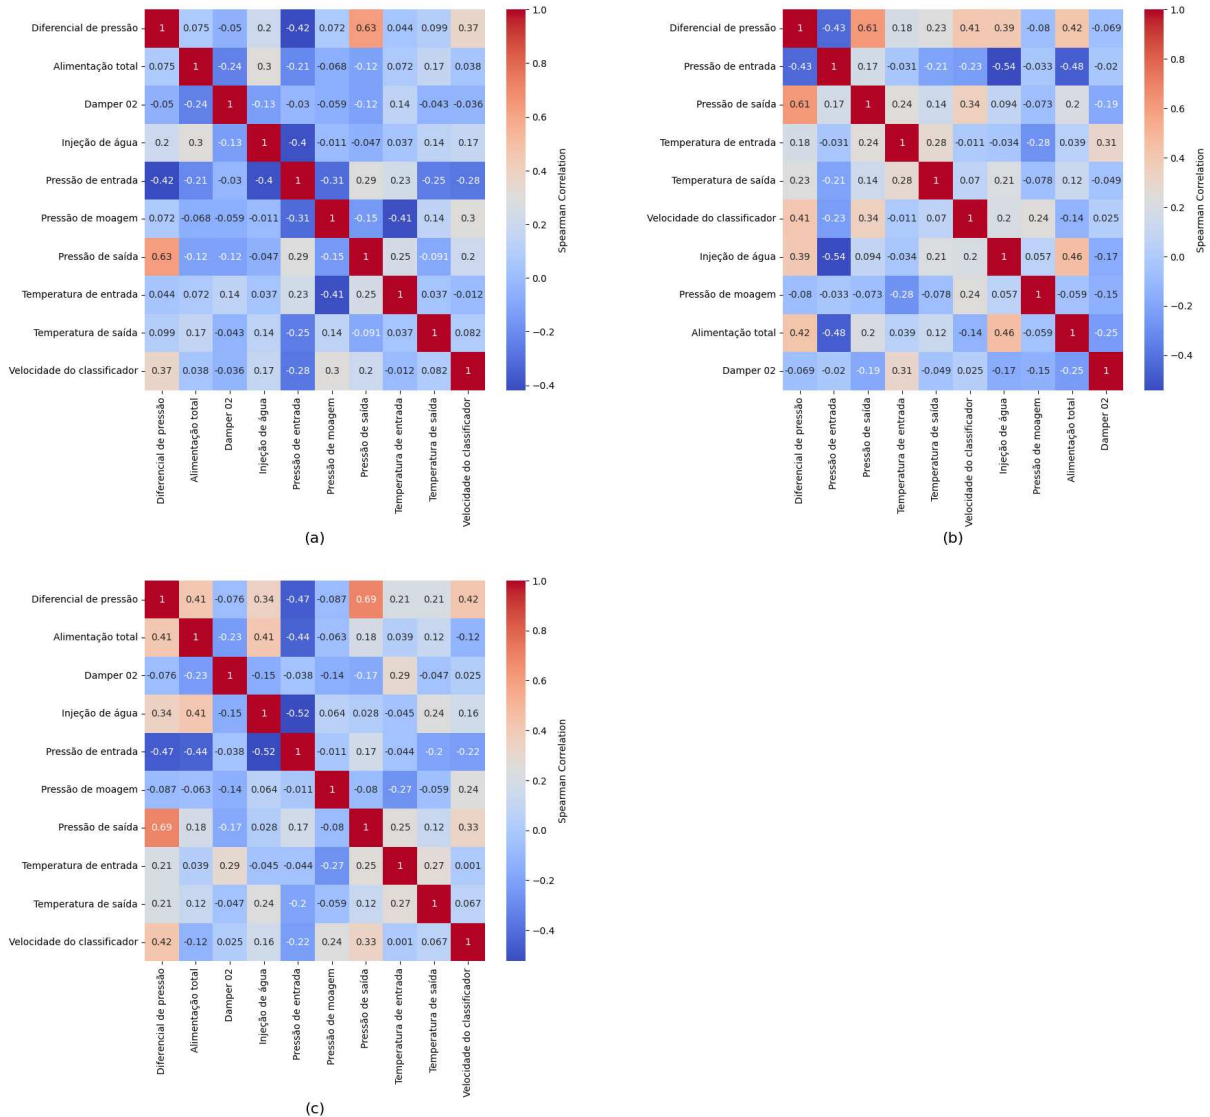 Diferencial de pressão 1 0.075 -0.05 0.2 -0.42 0.072 0.63 0.044 0.099 0.37
Alimentação total 0.075 1 -0.24 0.3 -0.21 -0.068 -0.12 0.072 0.17 0.038
Damper 02 -0.05 -0.24 1 -0.13 -0.03 -0.059 -0.12 0.14 -0.043 -0.036
Injeção de água 0.2 0.3 -0.13 1 -0.4 -0.011 -0.047 0.037 0.14 0.17
Pressão de entrada -0.42 -0.21 -0.03 -0.4 1 -0.31 0.29 0.23 -0.25 -0.28
Pressão de moagem 0.072 -0.068 -0.059 -0.011 -0.31 1 -0.15 -0.41 0.14 0.3
Pressão de saída 0.63 -0.12 -0.12 -0.047 0.29 -0.15 1 0.25 -0.091 0.2
Temperatura de entrada 0.044 0.072 0.14 0.037 0.23 -0.41 0.25 1 0.037 -0.012
Temperatura de saída 0.099 0.17 -0.043 0.14 -0.25 0.14 -0.091 0.037 1 0.082
Velocidade do classificador 0.37 0.038 -0.036 0.17 -0.28 0.3 0.2 -0.012 0.082 1
Diferencial de pressão
Alimentação total
Damper 02
Injeção de água
Pressão de entrada
Pressão de moagem
Pressão de saída
Temperatura de entrada
Temperatura de saída
Velocidade do classificador
1.0
0.8
0.6
0.4
0.2
0.0
−0.2
−0.4
Spearman Correlation
(a)
Diferencial de pressão 1 -0.43 0.61 0.18 0.23 0.41 0.39 -0.08 0.42 -0.069
Pressão de entrada -0.43 1 0.17 -0.031 -0.21 -0.23 -0.54 -0.033 -0.48 -0.02
Pressão de saída 0.61 0.17 1 0.24 0.14 0.34 0.094 -0.073 0.2 -0.19
Temperatura de entrada 0.18 -0.031 0.24 1 0.28 -0.011 -0.034 -0.28 0.039 0.31
Temperatura de saída 0.23 -0.21 0.14 0.28 1 0.07 0.21 -0.078 0.12 -0.049
Velocidade do classificador 0.41 -0.23 0.34 -0.011 0.07 1 0.2 0.24 -0.14 0.025
Injeção de água 0.39 -0.54 0.094 -0.034 0.21 0.2 1 0.057 0.46 -0.17
Pressão de moagem -0.08 -0.033 -0.073 -0.28 -0.078 0.24 0.057 1 -0.059 -0.15
Alimentação total 0.42 -0.48 0.2 0.039 0.12 -0.14 0.46 -0.059 1 -0.25
Damper 02 -0.069 -0.02 -0.19 0.31 -0.049 0.025 -0.17 -0.15 -0.25 1
Diferencial de pressão
Pressão de entrada
Pressão de saída
Temperatura de entrada
Temperatura de saída
Velocidade do classificador
Injeção de água
Pressão de moagem
Alimentação total
Damper 02
1.0
0.8
0.6
0.4
0.2
0.0
−0.2
−0.4
Spearman Correlation
(b)
Diferencial de pressão 1 0.41 -0.076 0.34 -0.47 -0.087 0.69 0.21 0.21 0.42
Alimentação total 0.41 1 -0.23 0.41 -0.44 -0.063 0.18 0.039 0.12 -0.12
Damper 02 -0.076 -0.23 1 -0.15 -0.038 -0.14 -0.17 0.29 -0.047 0.025
Injeção de água 0.34 0.41 -0.15 1 -0.52 0.064 0.028 -0.045 0.24 0.16
Pressão de entrada -0.47 -0.44 -0.038 -0.52 1 -0.011 0.17 -0.044 -0.2 -0.22
Pressão de moagem -0.087 -0.063 -0.14 0.064 -0.011 1 -0.08 -0.27 -0.059 0.24
Pressão de saída 0.69 0.18 -0.17 0.028 0.17 -0.08 1 0.25 0.12 0.33
Temperatura de entrada 0.21 0.039 0.29 -0.045 -0.044 -0.27 0.25 1 0.27 0.001
Temperatura de saída 0.21 0.12 -0.047 0.24 -0.2 -0.059 0.12 0.27 1 0.067
Velocidade do classificador 0.42 -0.12 0.025 0.16 -0.22 0.24 0.33 0.001 0.067 1
Diferencial de pressão
Alimentação total
Damper 02
Injeção de água
Pressão de entrada
Pressão de moagem
Pressão de saída
Temperatura de entrada
Temperatura de saída
Velocidade do classificador
1.0
0.8
0.6
0.4
0.2
0.0
−0.2
−0.4
Spearman Correlation
(c)